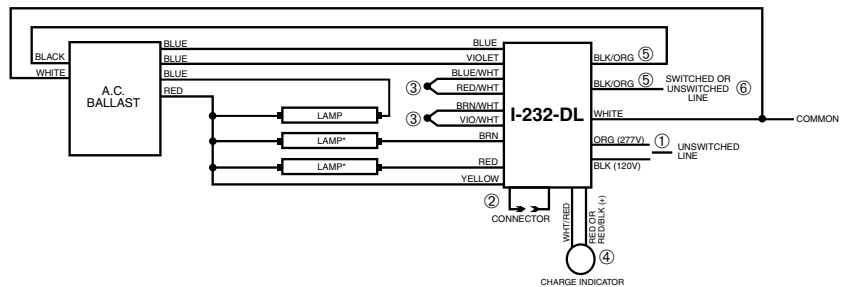 BLACK
WHITE
A.C.
BALLAST
BLUE
BLUE
BLUE
RED
LAMP
LAMP*
LAMP*
BLUE
VIOLET
BLUE/WHT
③
RED/WHT
BRN/WHT
③
VIO/WHT
BRN
RED
YELLOW
I-232-DL
BLK/ORG ⑤
BLK/ORG ⑤
SWITCHED OR
UNSWITCHED
LINE
⑥
WHITE
COMMON
ORG (277V)
①
UNSWITCHED
LINE
BLK (120V)
②
CONNECTOR
WHT/RED
RED OR
RED/BLK (+)
④
CHARGE INDICATOR